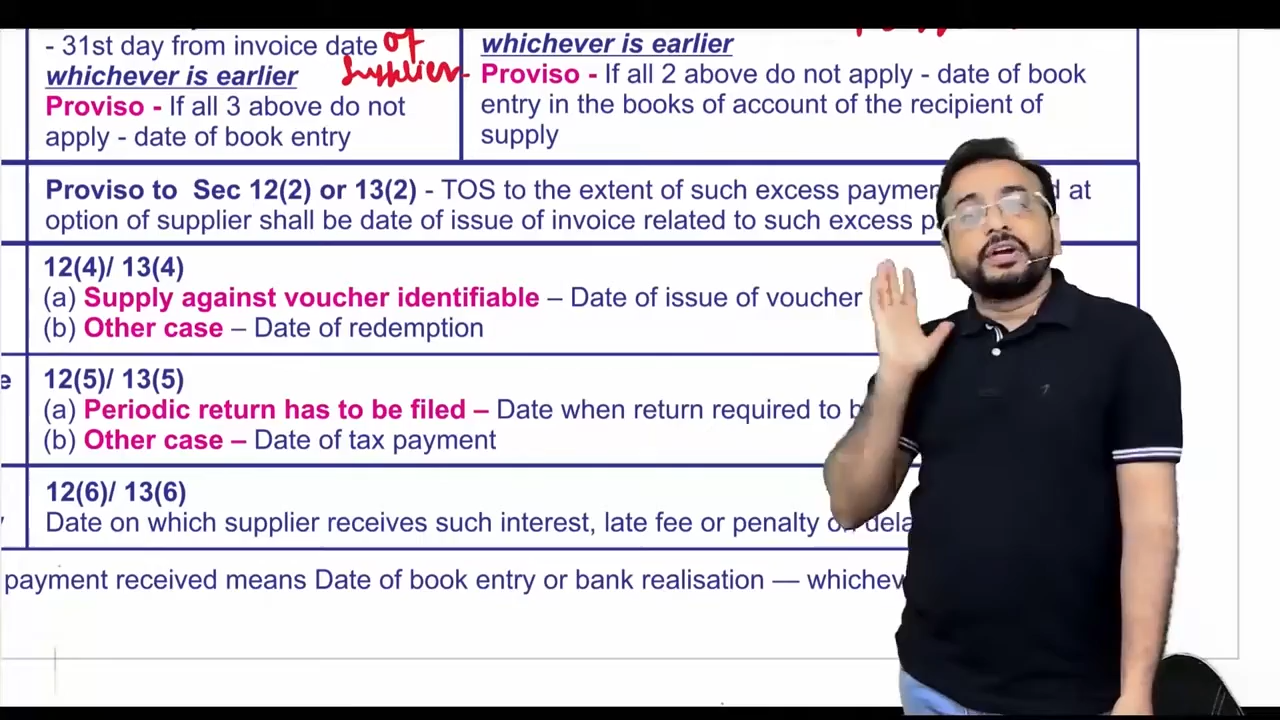 - 31st day from invoice date of
whichever is earlier supplier-
Proviso - If all 3 above do not
apply - date of book entry
whichever is earlier
Proviso - If all 2 above do not apply - date of book
entry in the books of account of the recipient of
supply
Proviso to Sec 12(2) or 13(2) - TOS to the extent of such excess at
option of supplier shall be date of issue of invoice related to such excess
12(4)/ 13(4)
(a) Supply against voucher identifiable – Date of issue of voucher
(b) Other case – Date of redemption
e 12(5)/ 13(5)
(a) Periodic return has to be filed – Date when return required to
(b) Other case – Date of tax payment
12(6)/ 13(6)
Date on which supplier receives such interest, late fee or penalty
payment received means Date of book entry or bank realisation —